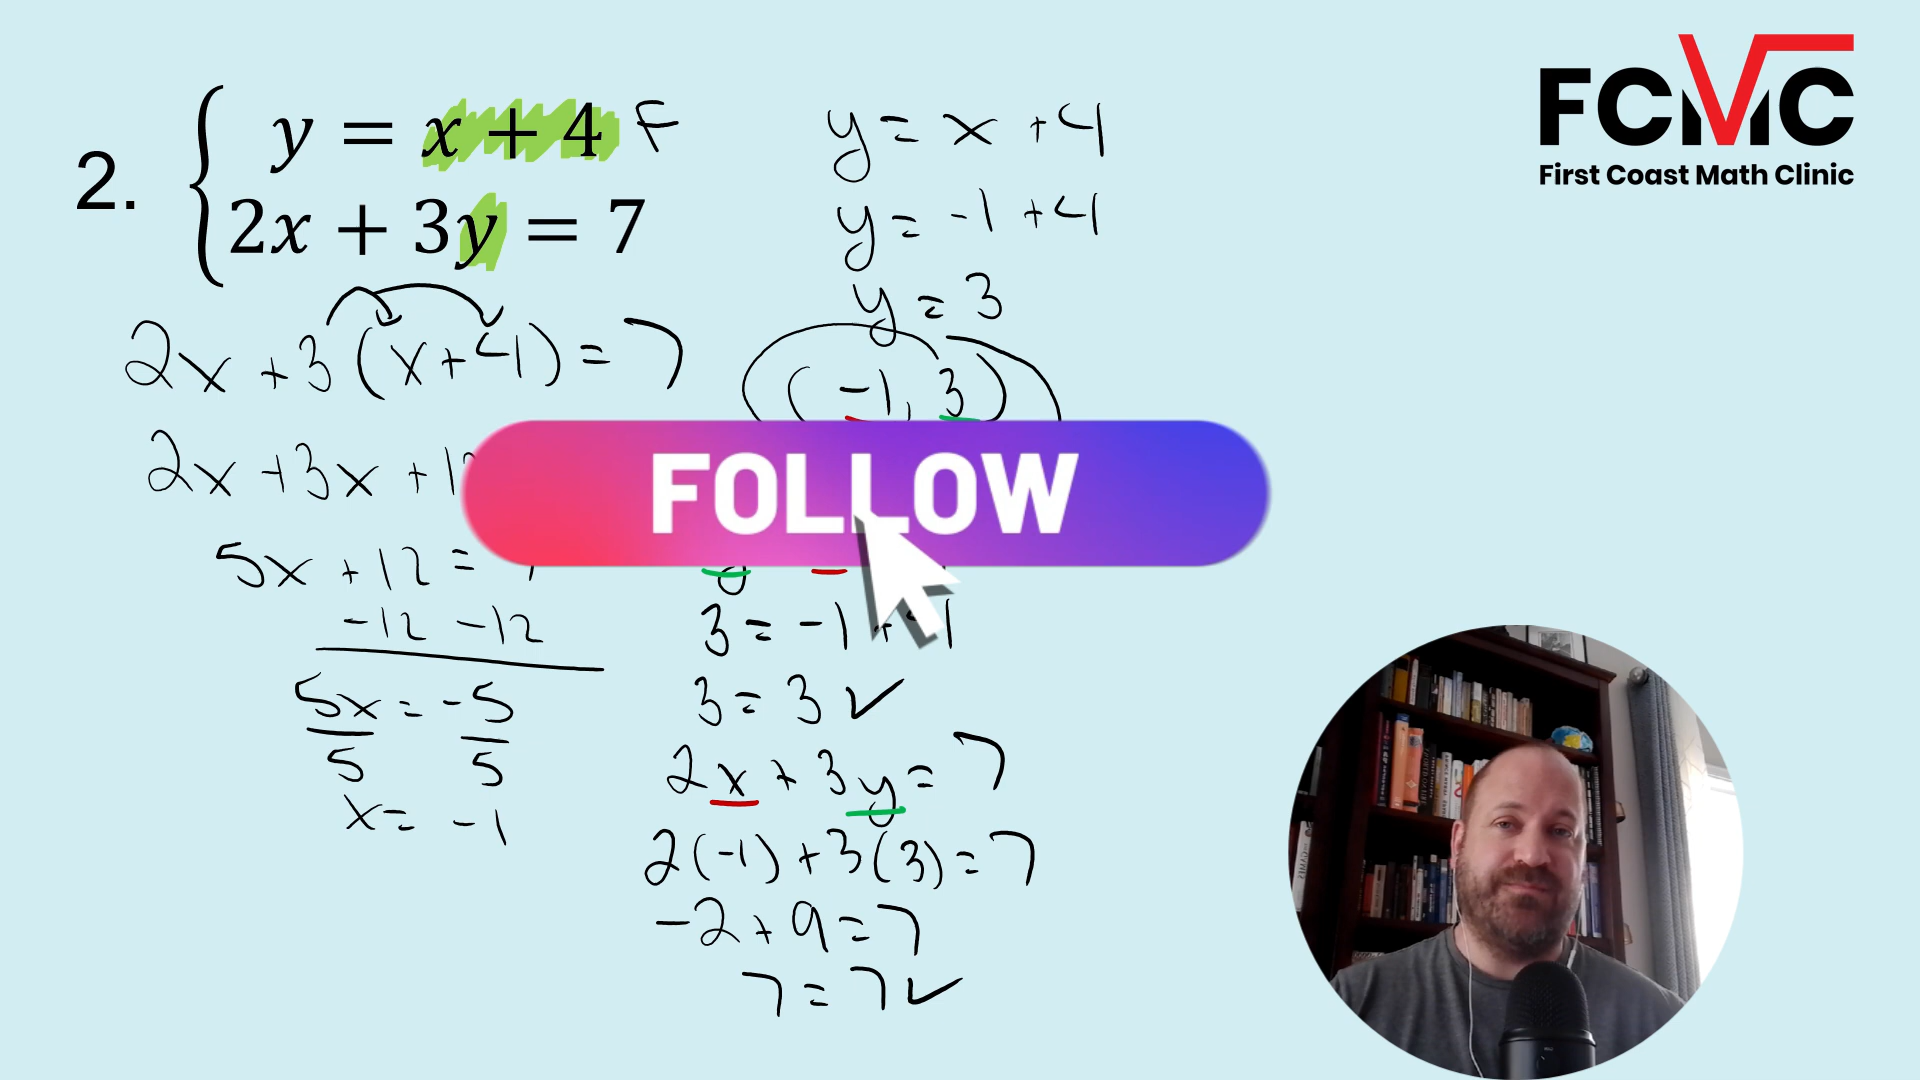 2.
y = x + 4 F
2x + 3y = 7
2x + 3(x+4) = 7
2x + 3x + 1
5x + 12 =
-12 -12
5x = -5
5 5
x = -1
y = x + 4
y = -1 + 4
y = 3
(-1, 3)
FOLLOW
y
3 = -1 + 4
3 = 3 ✓
2x + 3y = 7
2(-1) + 3(3) = 7
-2 + 9 = 7
7 = 7 ✓
FCMC
First Coast Math Clinic